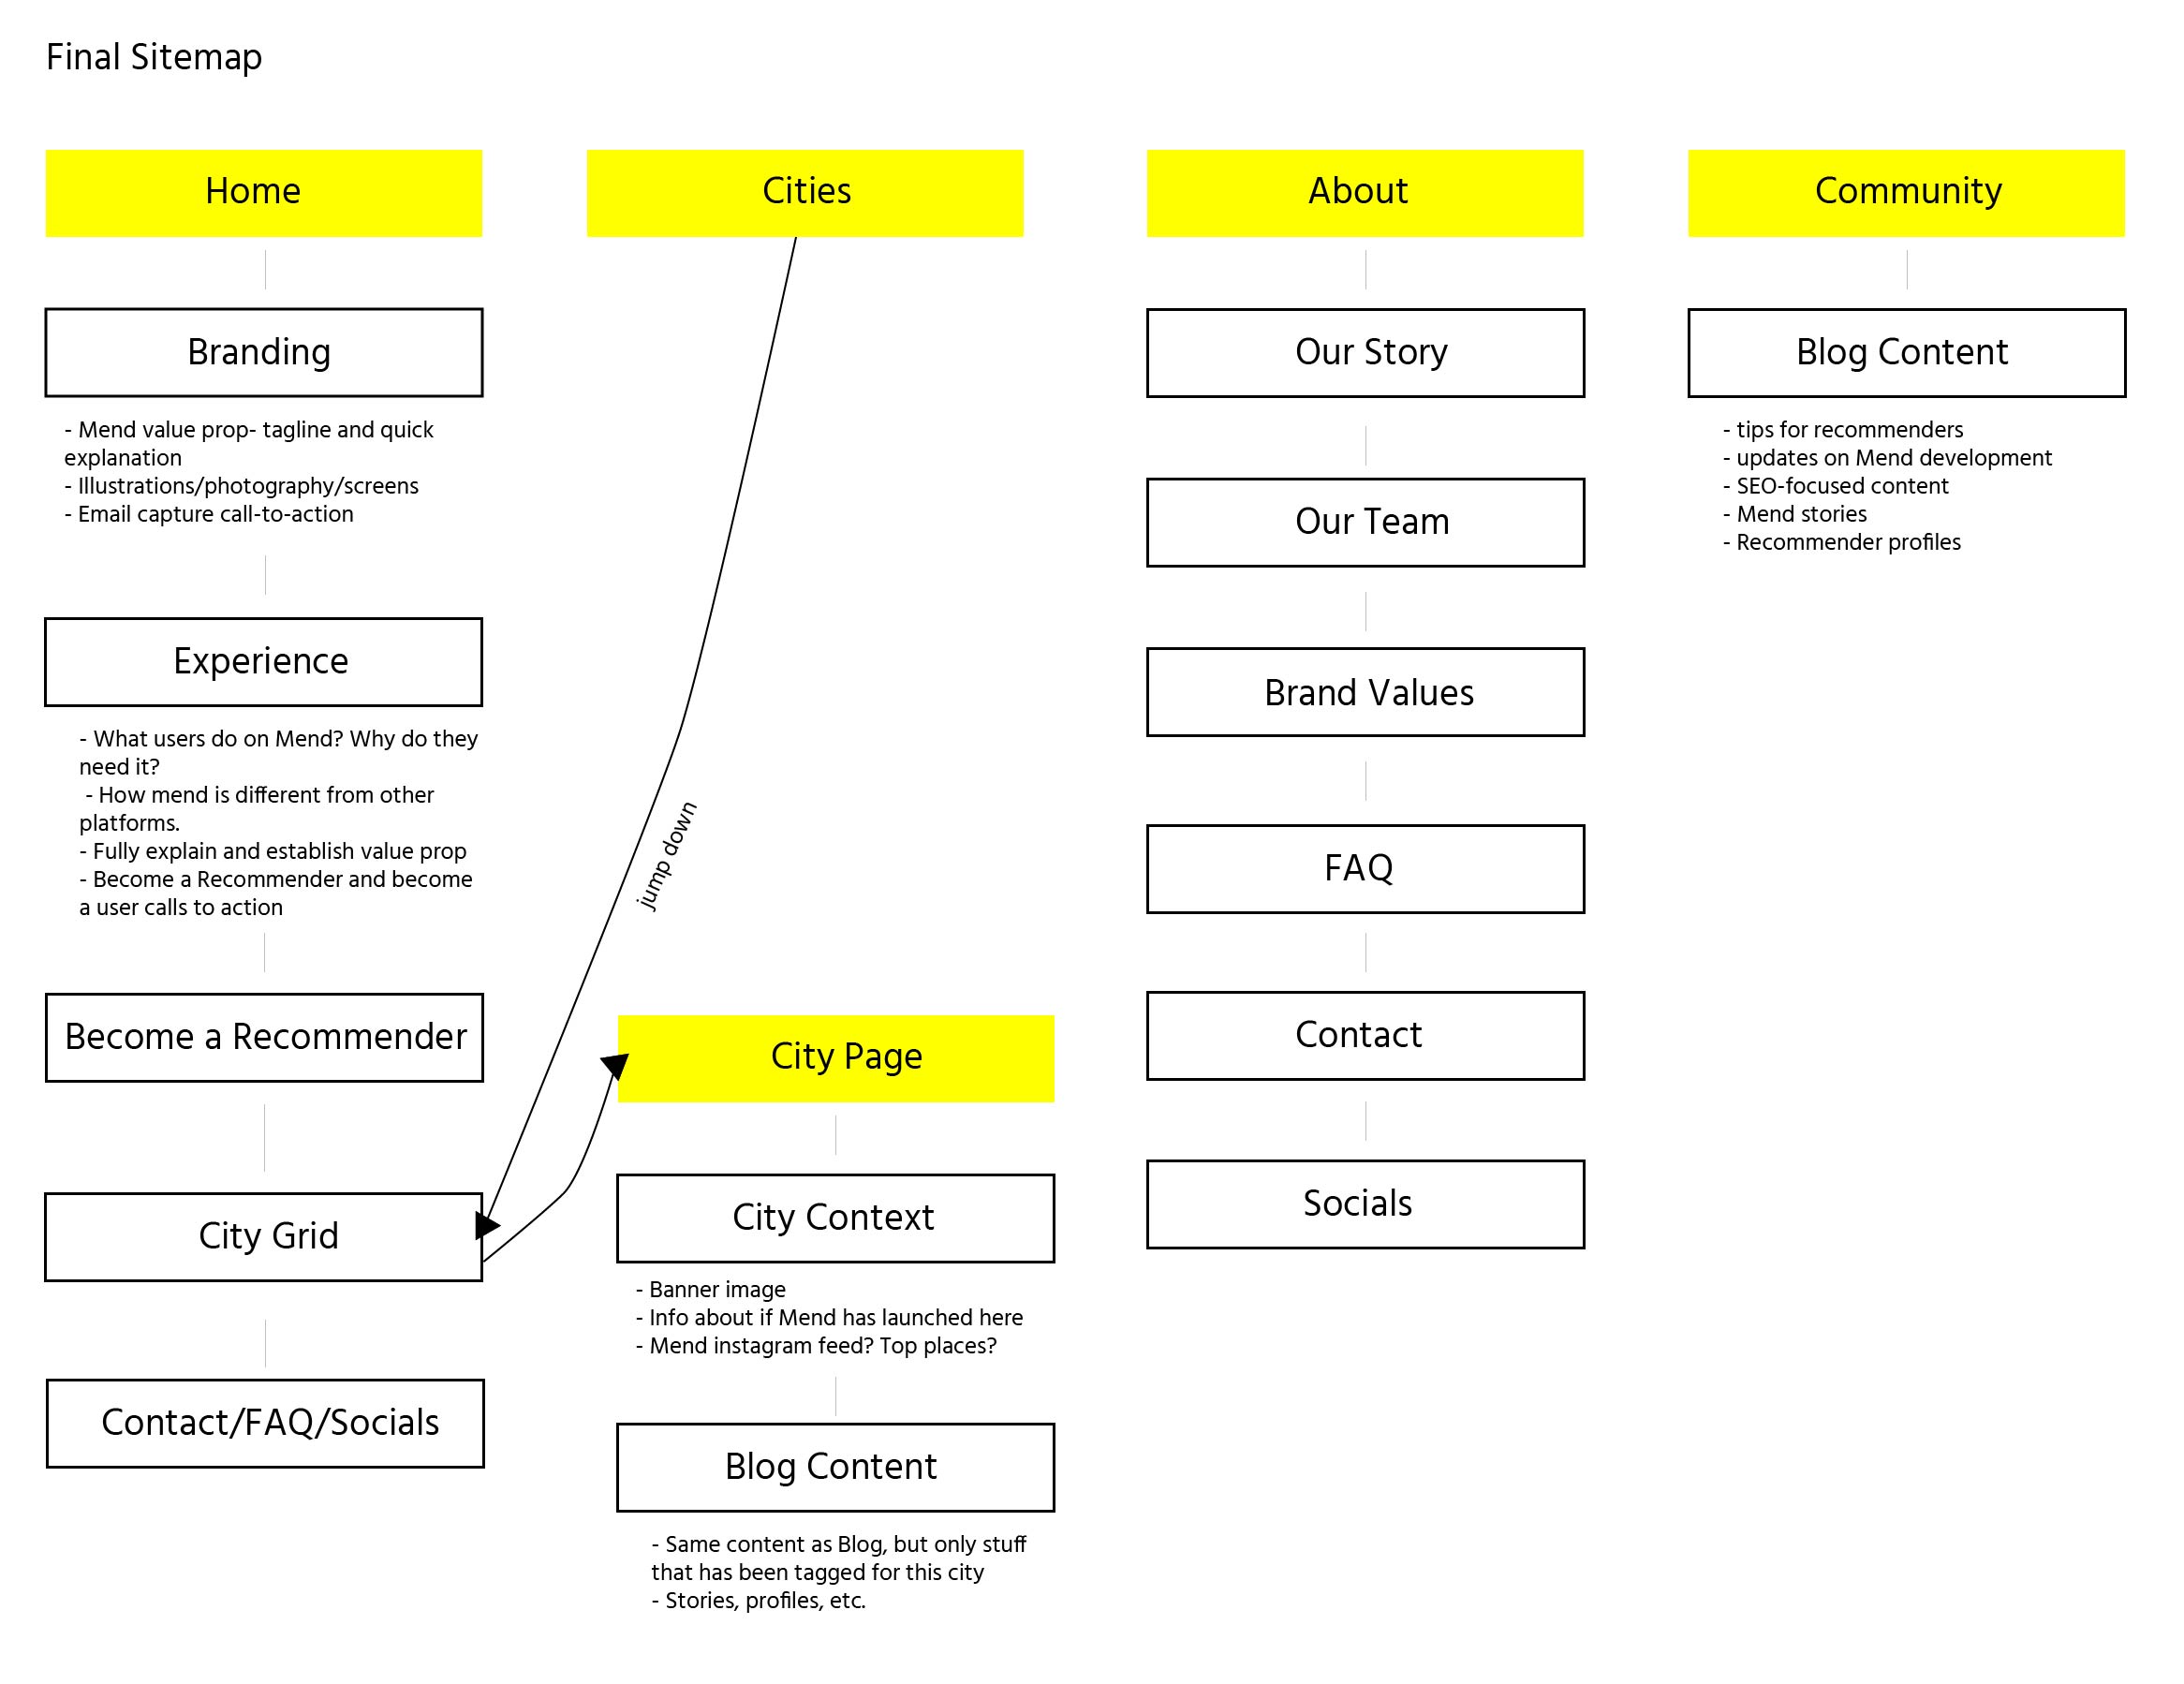 Final Sitemap
Home
Cities
About
Community
Branding
- Mend value prop- tagline and quick
explanation
- Illustrations/photography/screens
- Email capture call-to-action
Experience
- What users do on Mend? Why do they
need it?
- How mend is different from other
platforms.
- Fully explain and establish value prop
- Become a Recommender and become
a user calls to action
Become a Recommender
City Grid
Contact/FAQ/Socials
jump down
City Page
City Context
- Banner image
- Info about if Mend has launched here
- Mend instagram feed? Top places?
Blog Content
- Same content as Blog, but only stuff
that has been tagged for this city
- Stories, profiles, etc.
Our Story
Our Team
Brand Values
FAQ
Contact
Socials
Blog Content
- tips for recommenders
- updates on Mend development
- SEO-focused content
- Mend stories
- Recommender profiles